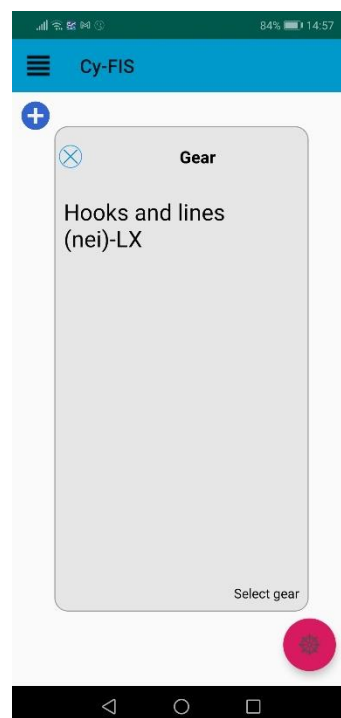 84% 14:57
Cy-FIS
Gear
Hooks and lines
(nei)-LX
Select gear